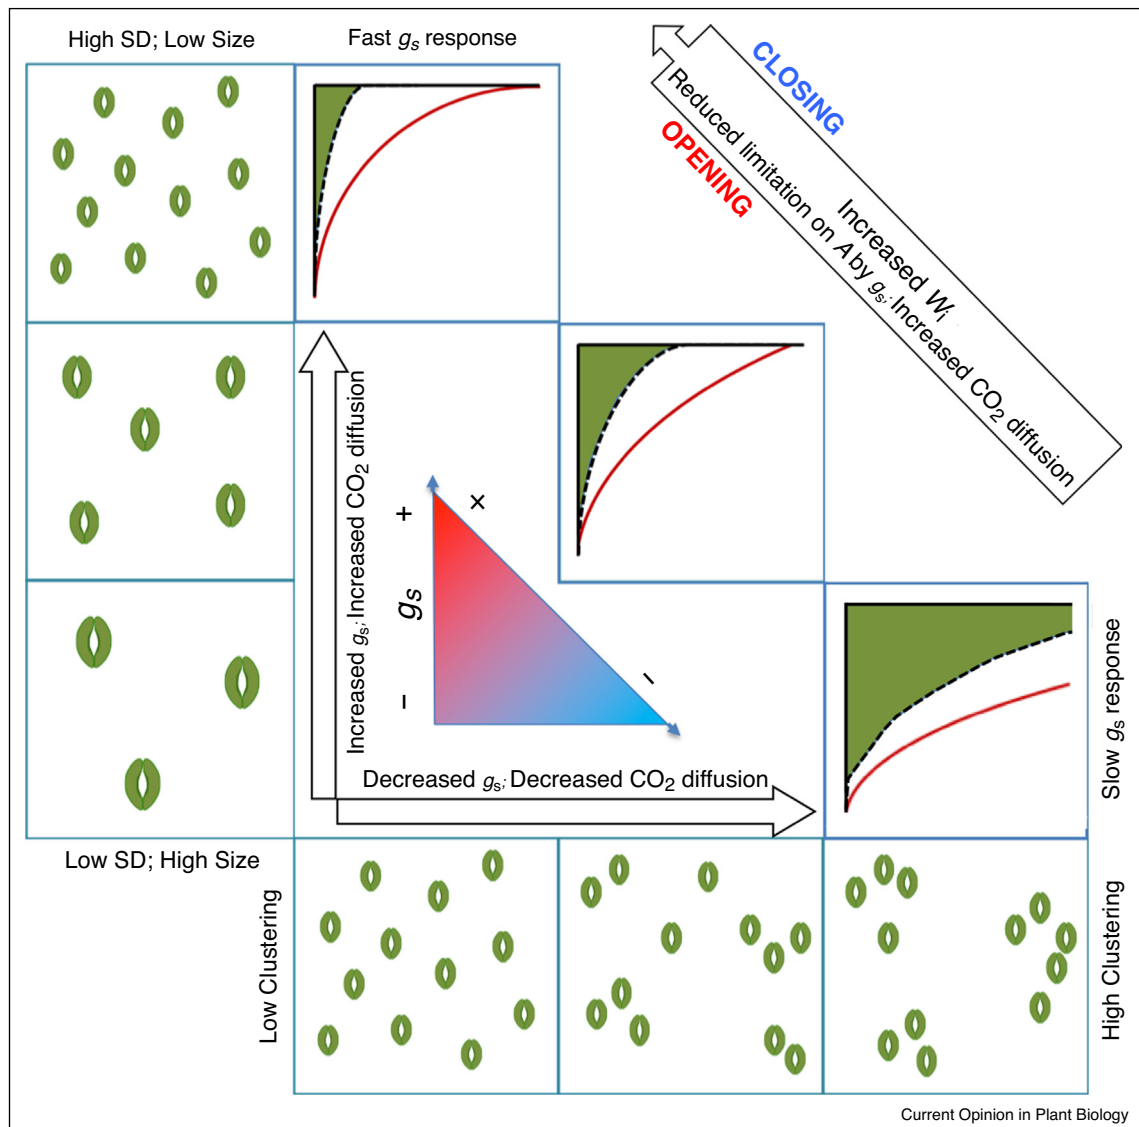 High SD; Low Size
Fast gs response
CLOSING
Increased Wi
Reduced limitation on A by gs; Increased CO2 diffusion
OPENING
Increased gs; Increased CO2 diffusion
+
gs
−
+
−
Decreased gs; Decreased CO2 diffusion
Slow gs response
Low SD; High Size
Low Clustering
High Clustering
Current Opinion in Plant Biology